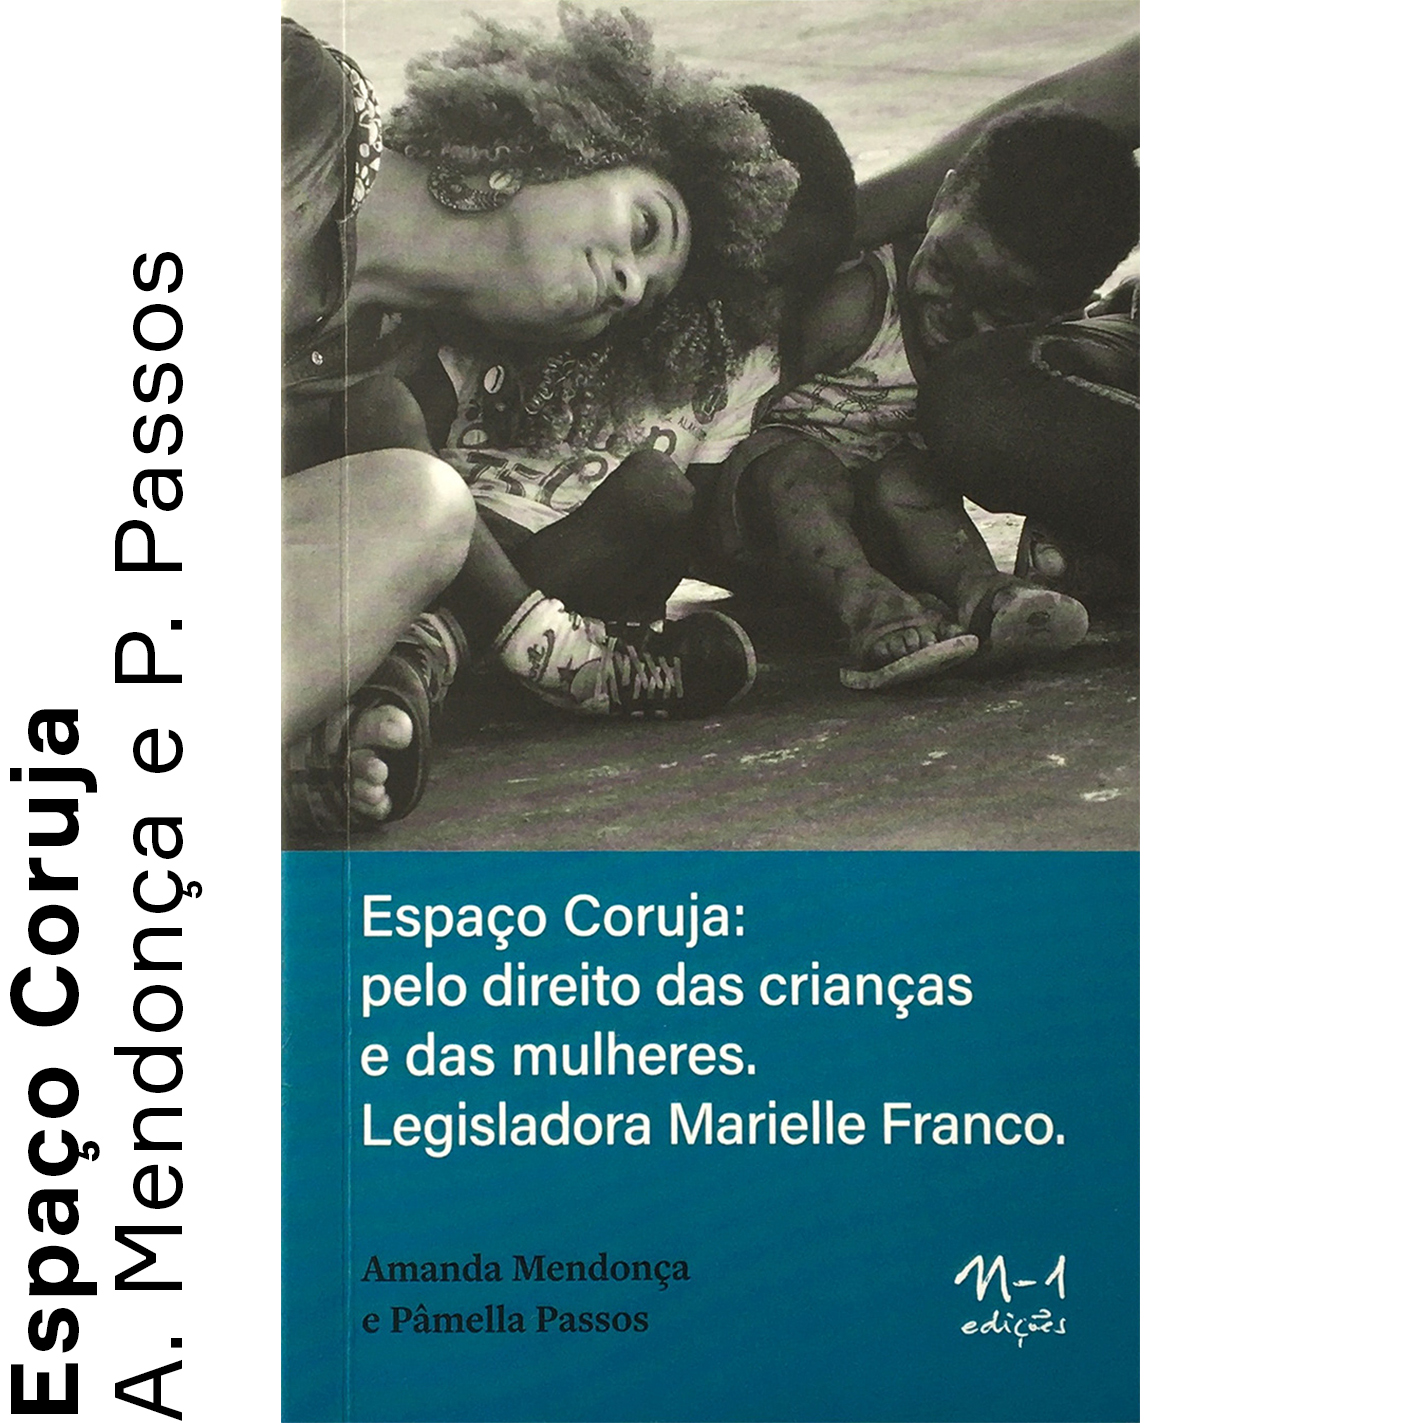 Espaço Coruja
A. Mendonça e P. Passos
Espaço Coruja:
pelo direito das crianças
e das mulheres.
Legisladora Marielle Franco.
Amanda Mendonça
e Pâmella Passos
n-1
edições